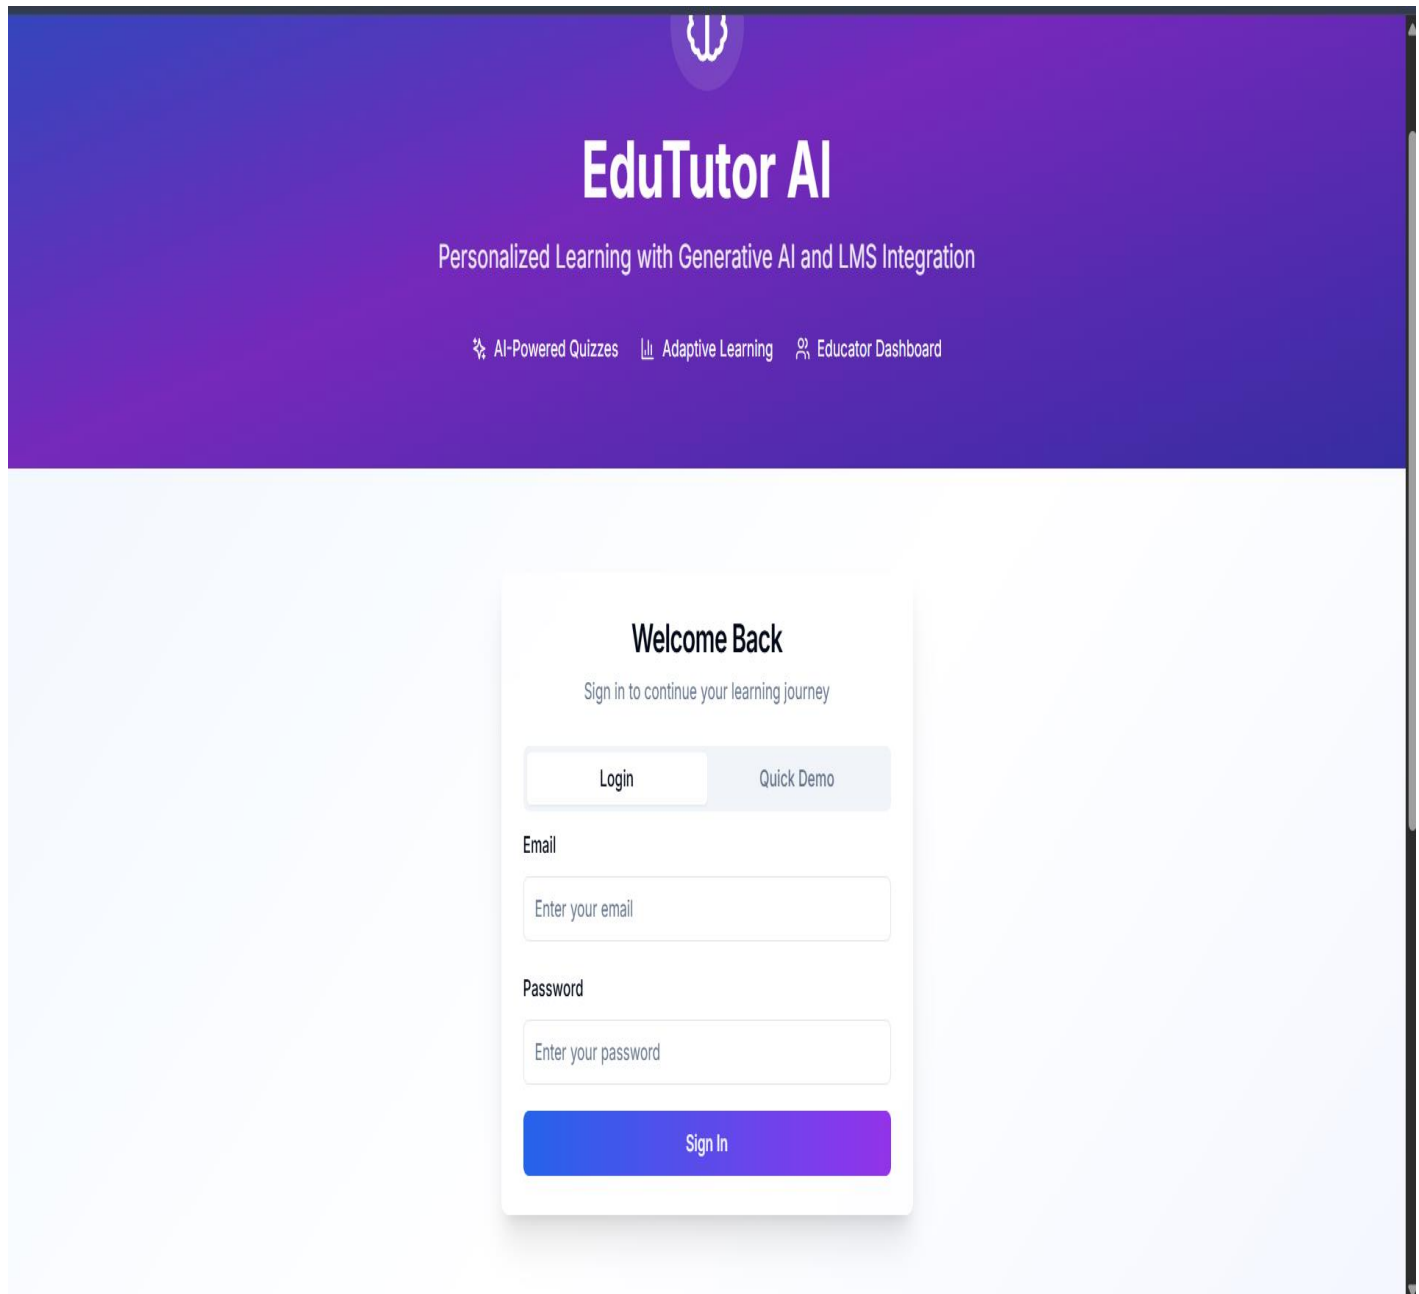 EduTutor AI
Personalized Learning with Generative AI and LMS Integration
AI-Powered Quizzes Adaptive Learning Educator Dashboard
Welcome Back
Sign in to continue your learning journey
Login Quick Demo
Email
Enter your email
Password
Enter your password
Sign In